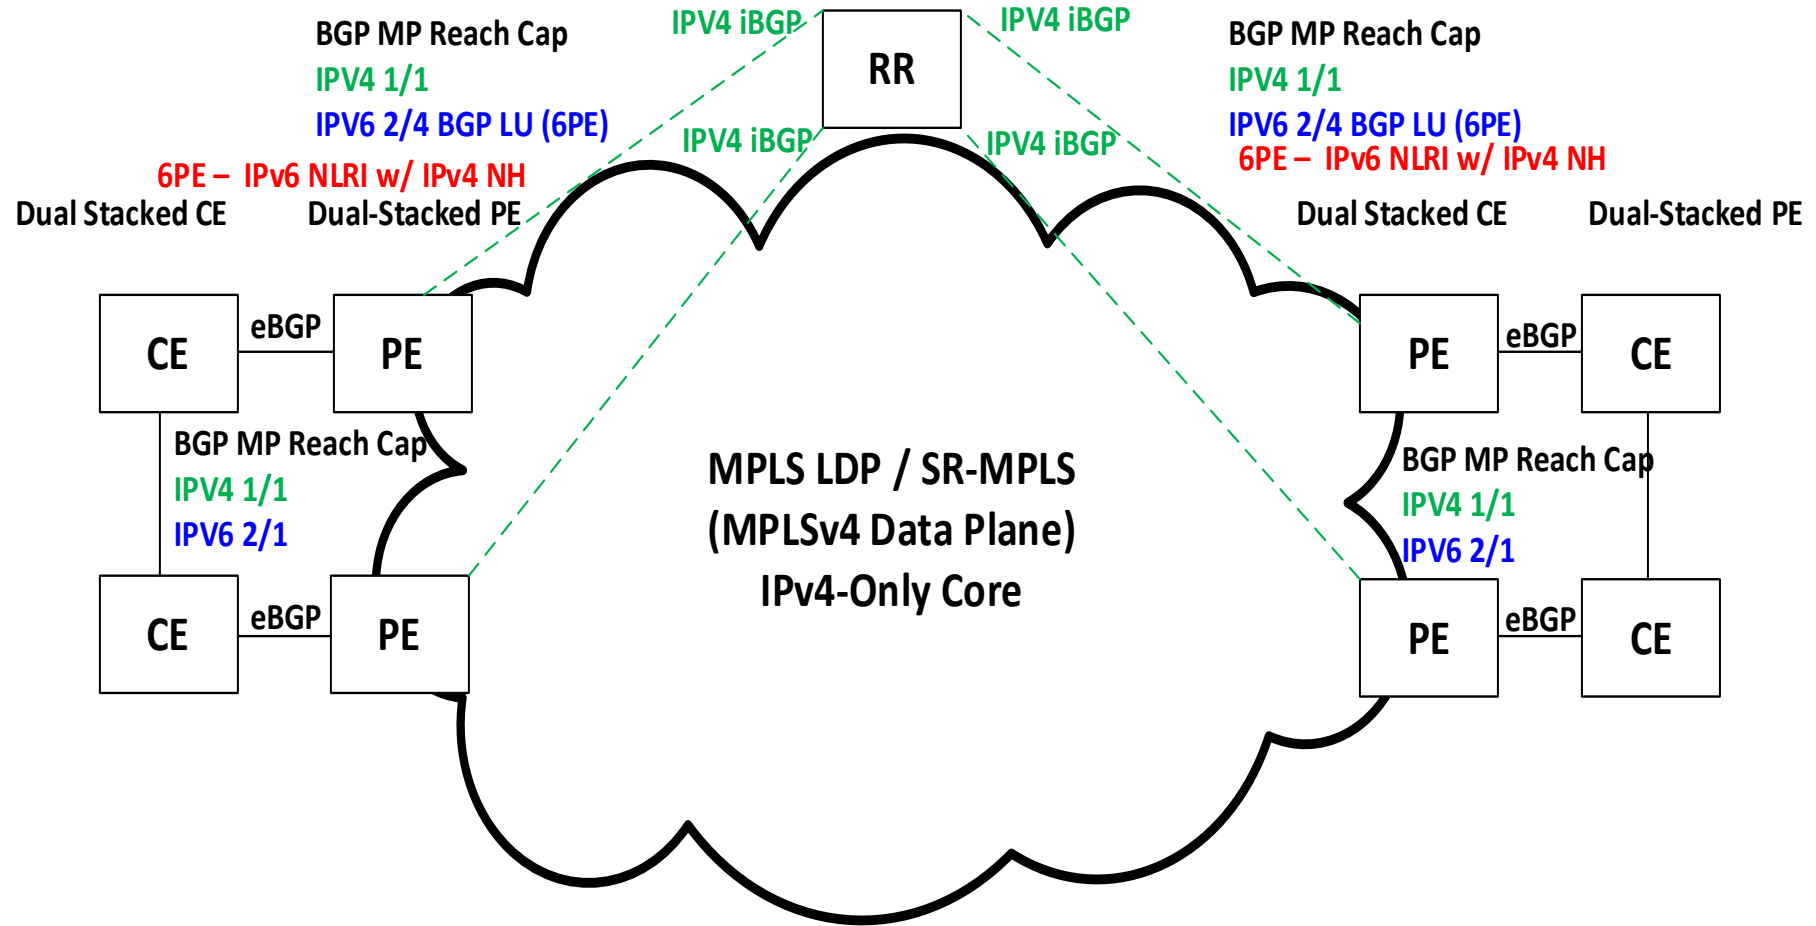 IPV4 iBGP
IPV4 iBGP
BGP MP Reach Cap
IPV4 1/1
IPV6 2/4 BGP LU (6PE)
6PE – IPv6 NLRI w/ IPv4 NH
Dual Stacked CE
Dual-Stacked PE
RR
IPV4 iBGP
IPV4 iBGP
BGP MP Reach Cap
IPV4 1/1
IPV6 2/4 BGP LU (6PE)
6PE – IPv6 NLRI w/ IPv4 NH
Dual Stacked CE
Dual-Stacked PE
CE
eBGP
PE
PE
eBGP
CE
BGP MP Reach Cap
IPV4 1/1
IPV6 2/1
MPLS LDP / SR-MPLS
(MPLSv4 Data Plane)
IPv4-Only Core
BGP MP Reach Cap
IPV4 1/1
IPV6 2/1
CE
eBGP
PE
PE
eBGP
CE